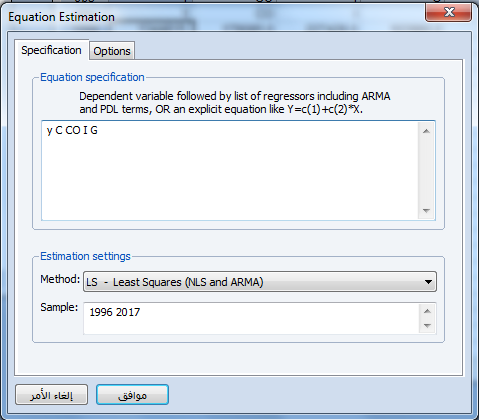 Equation Estimation
Specification
Options
Equation specification
Dependent variable followed by list of regressors including ARMA
and PDL terms, OR an explicit equation like Y=c(1)+c(2)*X.
y C CO I G
Estimation settings
Method:
LS - Least Squares (NLS and ARMA)
Sample:
1996 2017
موافق
إلغاء الأمر